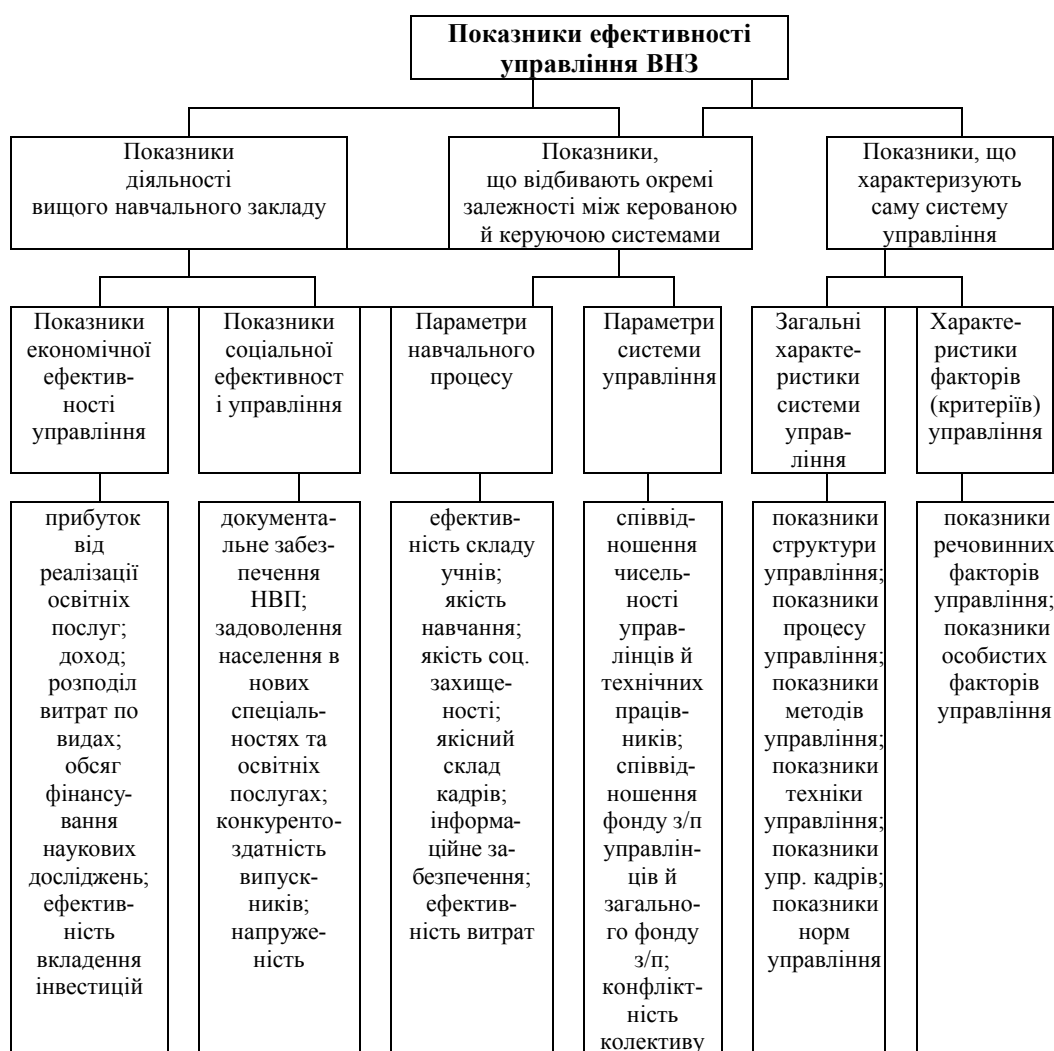 Показники ефективності
управління ВНЗ
Показники
діяльності
вищого навчального закладу
Показники,
що відбивають окремі
залежності між керованою
й керуючою системами
Показники, що
характеризують
саму систему
управління
Показники
економічної
ефектив-
ності
управління
Показники
соціальної
ефективност
і управління
Параметри
навчального
процесу
Параметри
системи
управління
Загальні
характе-
ристики
системи
управ-
ління
Характе-
ристики
факторів
(критеріїв)
управління
прибуток
від
реалізації
освітніх
послуг;
доход;
розподіл
витрат по
видах;
обсяг
фінансу-
вання
наукових
досліджень;
ефектив-
ність
вкладення
інвестицій
документа-
льне забез-
печення
НВП;
задоволення
населення в
нових
спеціаль-
ностях та
освітніх
послугах;
конкуренто-
здатність
випуск-
ників;
напруже-
ність
ефектив-
ність складу
учнів;
якість
навчання;
якість соц.
захище-
ності;
якісний
склад
кадрів;
інформа-
ційне за-
безпечення;
ефектив-
ність витрат
співвід-
ношення
чисель-
ності
управ-
лінців й
технічних
праців-
ників;
співвід-
ношення
фонду з/п
управлін-
ців й
загально-
го фонду
з/п;
конфлікт-
ність
колективу
показники
структури
управління;
показники
процесу
управління;
показники
методів
управління;
показники
техніки
управління;
показники
упр. кадрів;
показники
норм
управління
показники
речовинних
факторів
управління;
показники
особистих
факторів
управління